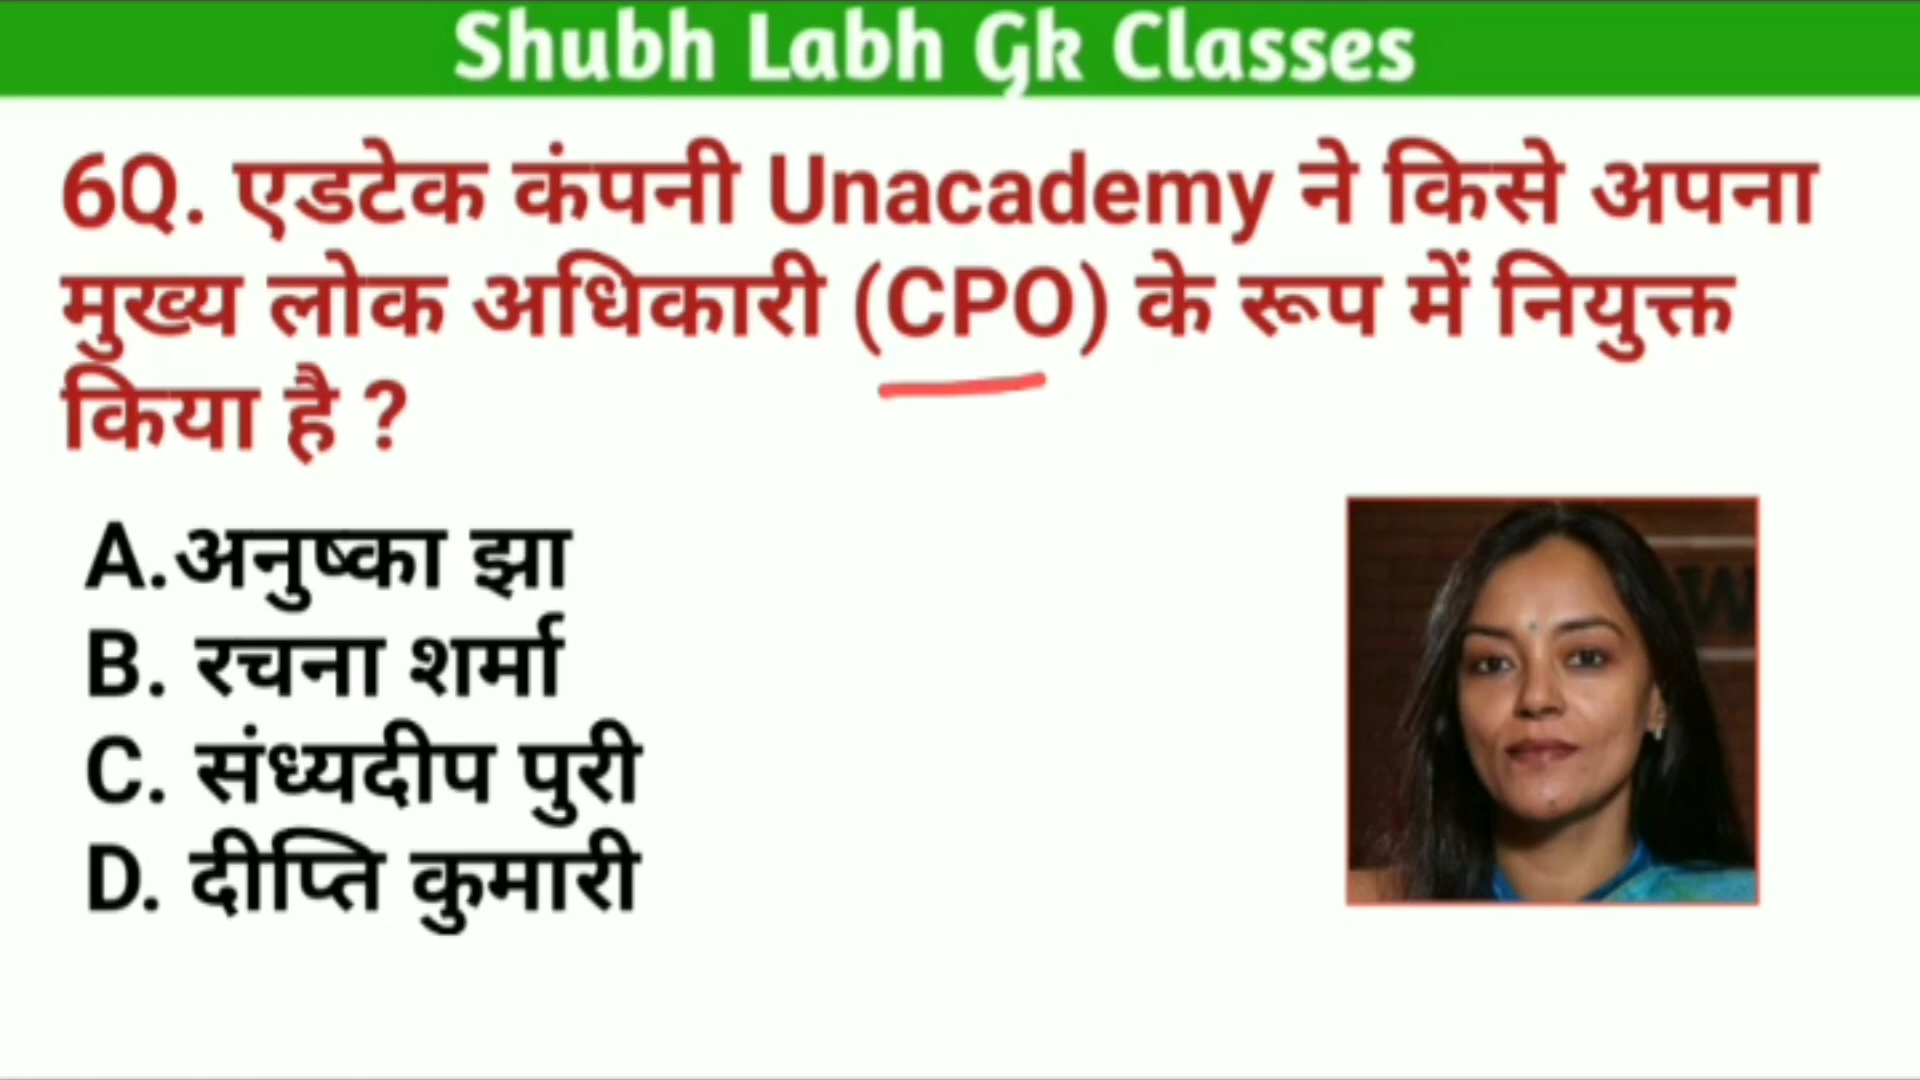 Shubh Labh Gk Classes
6Q. एडटेक कंपनी Unacademy ने किसे अपना
मुख्य लोक अधिकारी (CPO) के रूप में नियुक्त
किया है ?
A.अनुष्का झा
B. रचना शर्मा
C. संध्यदीप पुरी
D. दीप्ति कुमारी